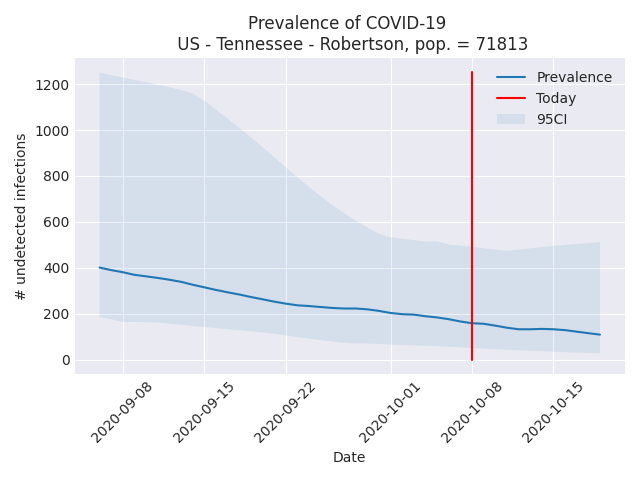 Prevalence of COVID-19
US - Tennessee - Robertson, pop. = 71813
Prevalence
Today
95CI
# undetected infections
1200
1000
800
600
400
200
0
2020-09-08
2020-09-15
2020-09-22
2020-10-01
2020-10-08
2020-10-15
Date